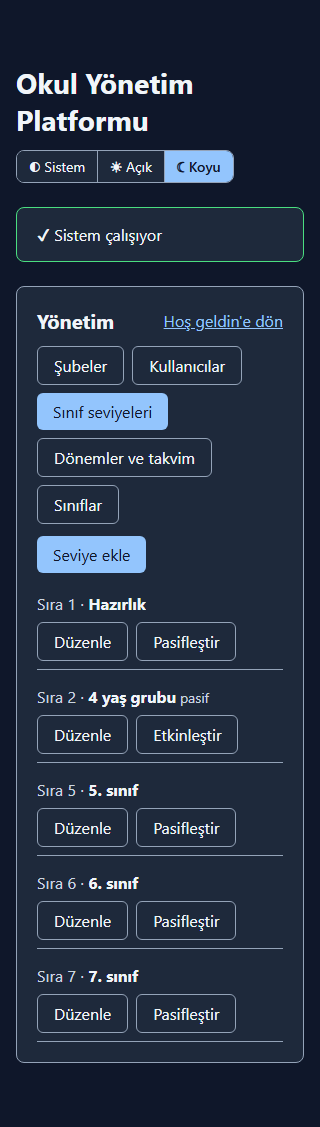 Okul Yönetim
Platformu
◐ Sistem ☀ Açık ☾ Koyu
✔ Sistem çalışıyor
Yönetim Hoş geldin'e dön
Şubeler Kullanıcılar
Sınıf seviyeleri
Dönemler ve takvim
Sınıflar
Seviye ekle
Sıra 1 · Hazırlık
Düzenle Pasifleştir
Sıra 2 · 4 yaş grubu pasif
Düzenle Etkinleştir
Sıra 5 · 5. sınıf
Düzenle Pasifleştir
Sıra 6 · 6. sınıf
Düzenle Pasifleştir
Sıra 7 · 7. sınıf
Düzenle Pasifleştir